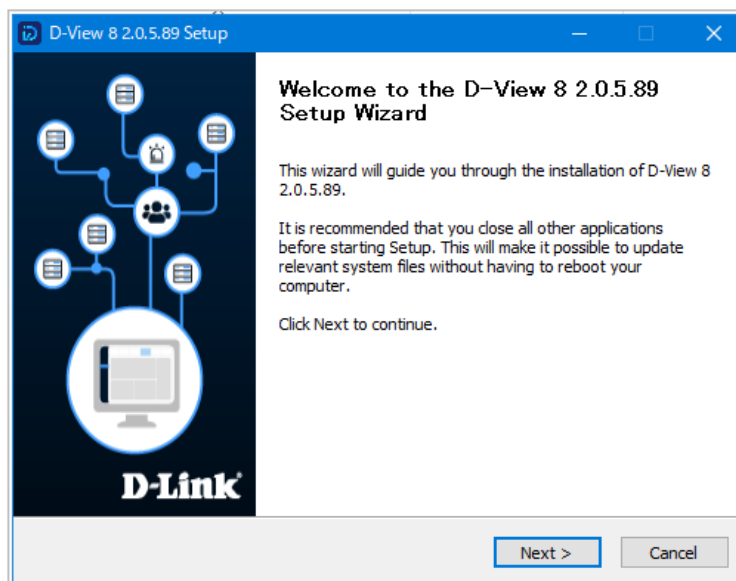 D-View 8 2.0.5.89 Setup
Welcome to the D-View 8 2.0.5.89
Setup Wizard
This wizard will guide you through the installation of D-View 8
2.0.5.89.
It is recommended that you close all other applications
before starting Setup. This will make it possible to update
relevant system files without having to reboot your
computer.
Click Next to continue.
D-Link
Next >
Cancel